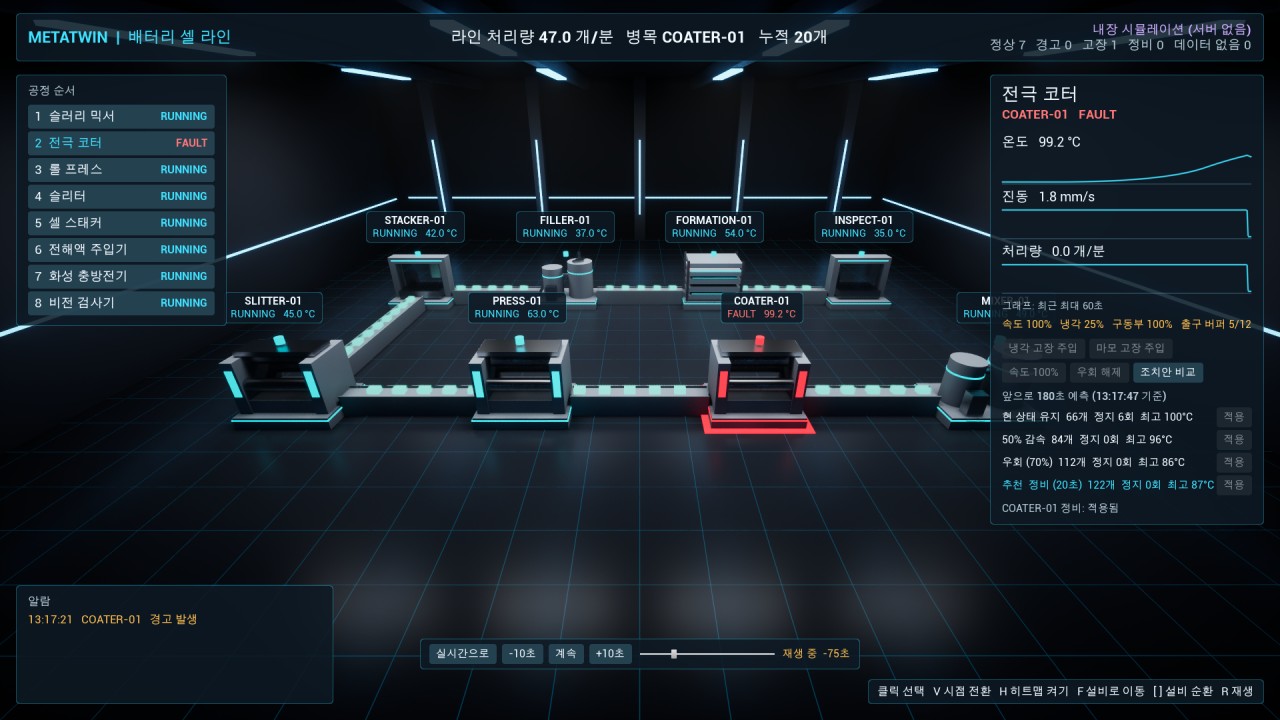 METATWIN | 배터리 셀 라인
라인 처리량 47.0 개/분 병목 COATER-01 누적 20개
내장 시뮬레이션 (서버 없음)
정상 7 경고 0 고장 1 정비 0 데이터 없음 0
공정 순서
1 슬러리 믹서 RUNNING
2 전극 코터 FAULT
3 롤 프레스 RUNNING
4 슬리터 RUNNING
5 셀 스태커 RUNNING
6 전해액 주입기 RUNNING
7 화성 충방전기 RUNNING
8 비전 검사기 RUNNING
STACKER-01
RUNNING 42.0 °C
FILLER-01
RUNNING 37.0 °C
FORMATION-01
RUNNING 54.0 °C
INSPECT-01
RUNNING 35.0 °C
SLITTER-01
RUNNING 45.0 °C
PRESS-01
RUNNING 63.0 °C
COATER-01
FAULT 99.2 °C
전극 코터
COATER-01 FAULT
온도 99.2 °C
진동 1.8 mm/s
처리량 0.0 개/분
그래프: 최근 최대 60초
속도 100% 냉각 25% 구동부 100% 출구 버퍼 5/12
냉각 고장 주입 마모 고장 주입
속도 100% 우회 해제 조치안 비교
앞으로 180초 예측 (13:17:47 기준)
현 상태 유지 66개 정지 6회 최고 100°C 적용
50% 감속 84개 정지 0회 최고 96°C 적용
우회 (70%) 112개 정지 0회 최고 86°C 적용
추천 정비 (20초) 122개 정지 0회 최고 87°C 적용
COATER-01 정비: 적용됨
알람
13:17:21 COATER-01 경고 발생
실시간으로 -10초 계속 +10초 재생 중 -75초
클릭 선택 V 시점 전환 H 히트맵 켜기 F 설비로 이동 [ ] 설비 순환 R 재생